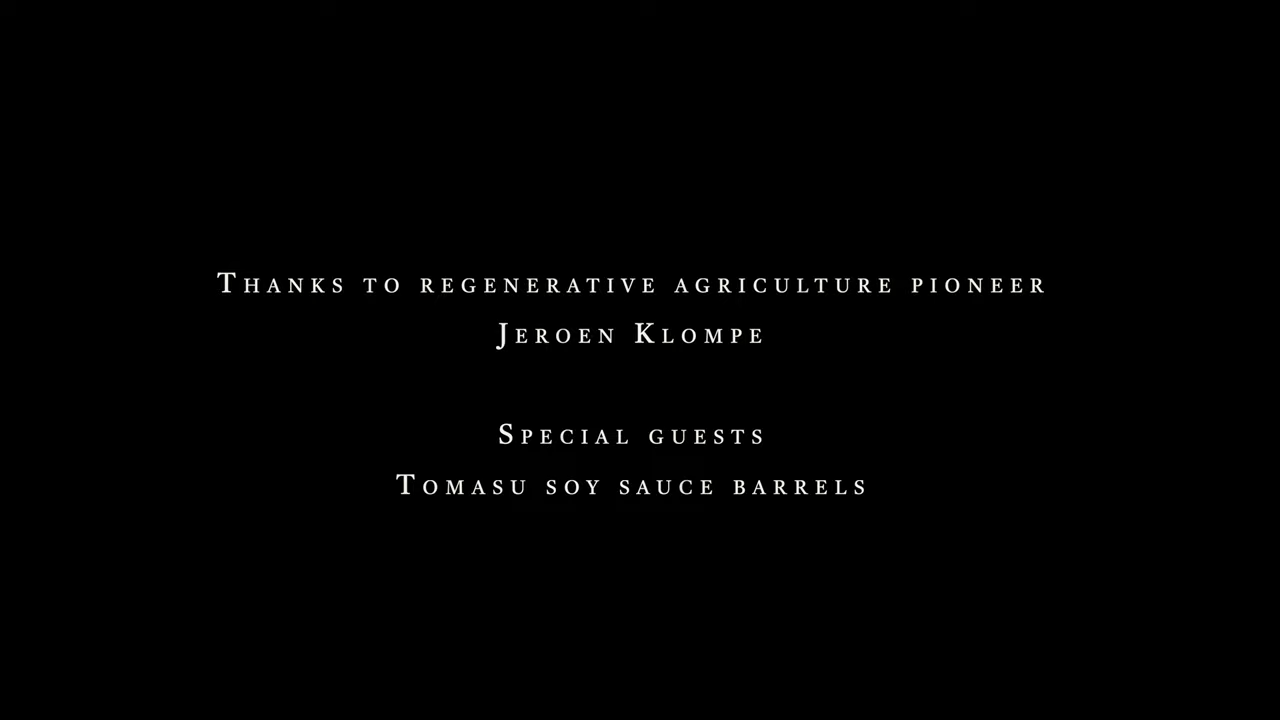 Thanks to regenerative agriculture pioneer
Jeroen Klompe
Special guests
Tomasu soy sauce barrels